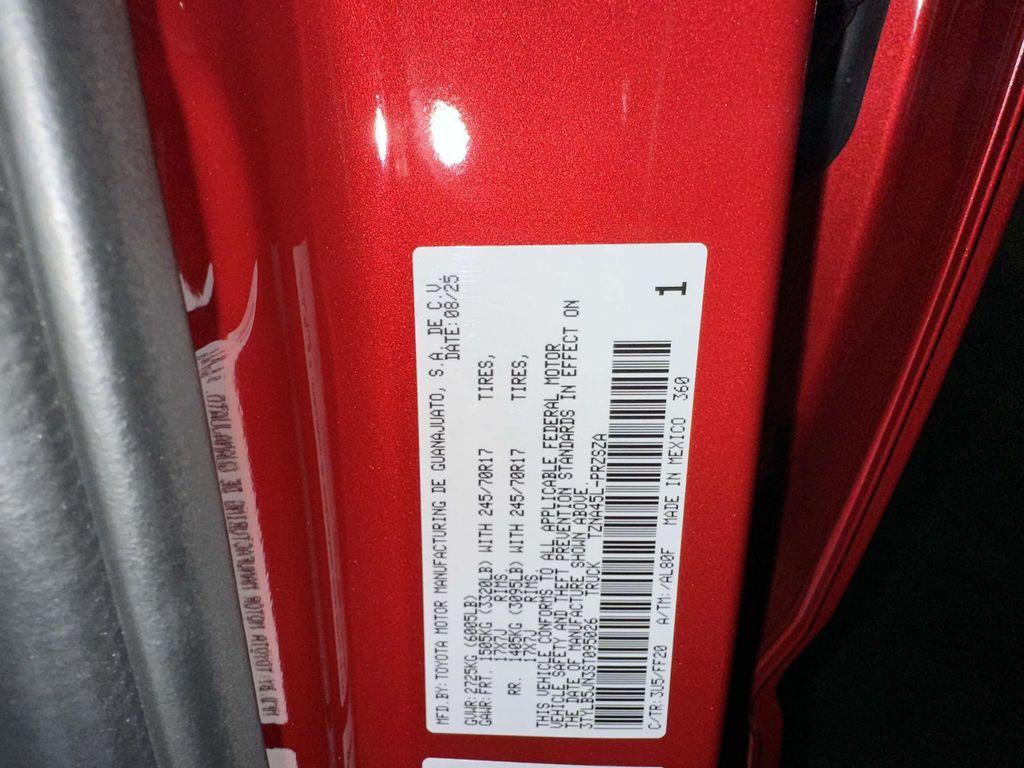 MFD.BY:TOYOTA MOTOR MANUFACTURING DE GUANAJUATO, S.A. DE C.V.
DATE:08/25
GVWR:2725KG (6005LB)
GAWR:FRT. 1505KG (3320LB) WITH 245/70R17 TIRES,
17X7J RIMS,
RR. 1405KG (3095LB) WITH 245/70R17 TIRES,
17X7J RIMS.
THIS VEHICLE CONFORMS TO ALL APPLICABLE FEDERAL MOTOR
VEHICLE SAFETY AND THEFT PREVENTION STANDARDS IN EFFECT ON
THE DATE OF MANUFACTURE SHOWN ABOVE.
3TYLB5JN3ST095026 TRUCK TZNA45L-PRZSZA
C/TR:3U5/FF20 A/TM:/AL80F MADE IN MEXICO 360
1